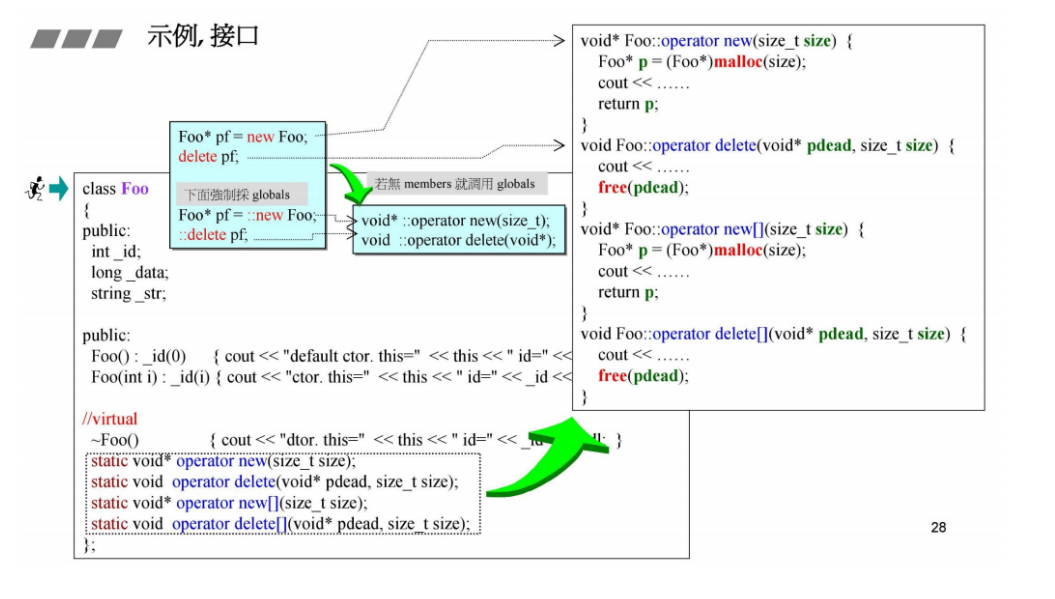 示例, 接口
Foo* pf = new Foo;
delete pf;
下面強制採 globals
Foo* pf = ::new Foo;
::delete pf;
若無 members 就調用 globals
void* ::operator new(size_t);
void ::operator delete(void*);
class Foo
{
public:
int _id;
long _data;
string _str;
public:
Foo() : _id(0) { cout << "default ctor. this=" << this << " id=" <<
Foo(int i) : _id(i) { cout << "ctor. this=" << this << " id=" << _id <<
//virtual
~Foo() { cout << "dtor. this=" << this << " id=" << }
static void* operator new(size_t size);
static void operator delete(void* pdead, size_t size);
static void* operator new[](size_t size);
static void operator delete[](void* pdead, size_t size);
};
void* Foo::operator new(size_t size) {
Foo* p = (Foo*)malloc(size);
cout << ……
return p;
}
void Foo::operator delete(void* pdead, size_t size) {
cout << ……
free(pdead);
}
void* Foo::operator new[](size_t size) {
Foo* p = (Foo*)malloc(size);
cout << ……
return p;
}
void Foo::operator delete[](void* pdead, size_t size) {
cout << ……
free(pdead);
}
28